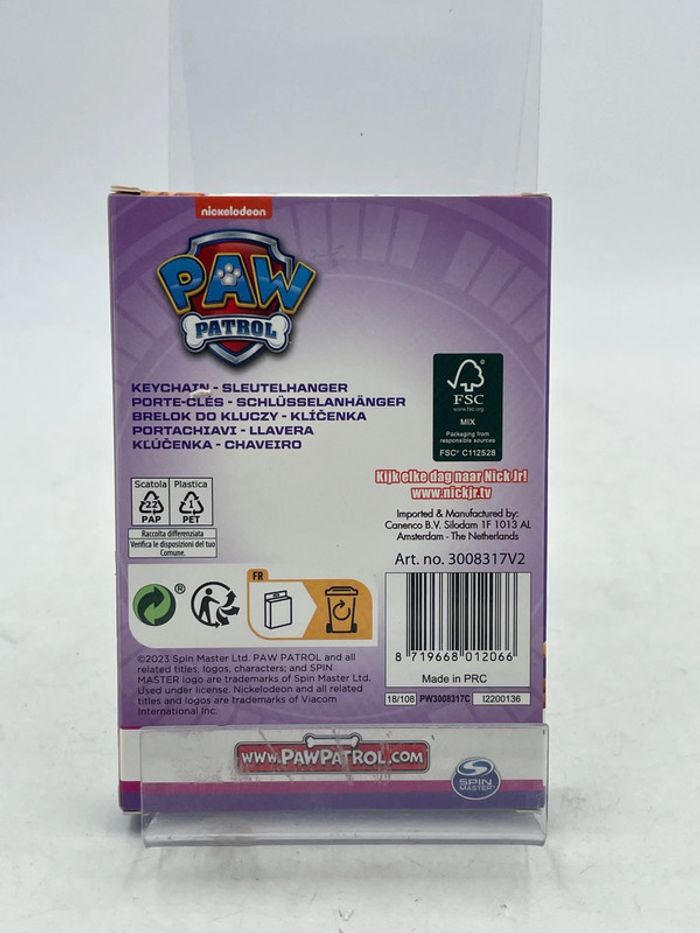 nickelodeon
PAW
PATROL
KEYCHAIN - SLEUTELHANGER
PORTE-CLÉS - SCHLÜSSELANHÄNGER
BRELOK DO KLUCZY - KLÍČENKA
PORTACHIAVI - LLAVERA
KĽÚČENKA - CHAVEIRO
FSC
www.fsc.org
MIX
Packaging from
responsible sources
FSC® C112528
Kijk elke dag naar Nick Jr!
www.nickjr.tv
Imported & Manufactured by:
Canenco B.V. Silodam 1F 1013 AL
Amsterdam - The Netherlands
Art. no. 3008317V2
Scatola Plastica
22 1
PAP PET
Raccolta differenziata
Verifica le disposizioni del tuo
Comune.
®
FR
8 719668 012066
Made in PRC
18/108 PW3008317C I2200136
©2023 Spin Master Ltd. PAW PATROL and all
related titles, logos, characters; and SPIN
MASTER logo are trademarks of Spin Master Ltd.
Used under license. Nickelodeon and all related
titles and logos are trademarks of Viacom
International Inc.
WWW.PAWPATROL.COM
SPIN
MASTER